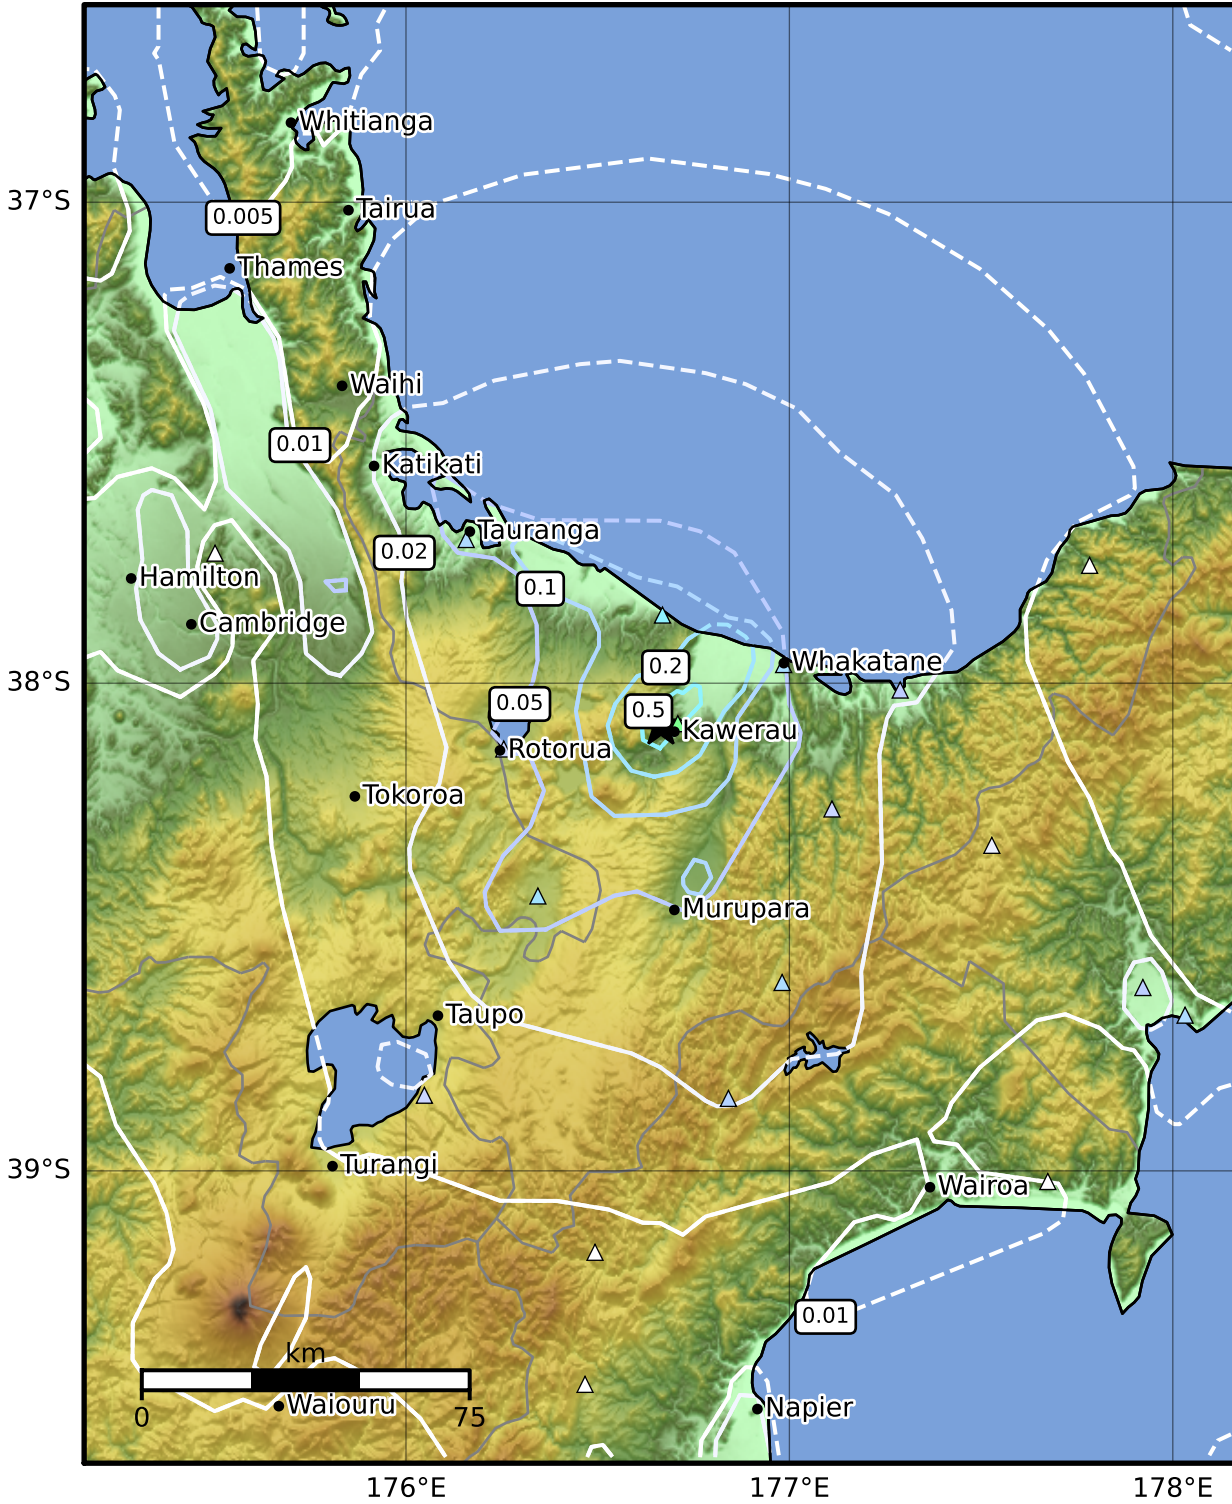 Whitianga
37°S
Tairua
0.005
Thames
Waihi
0.01
Katikati
Tauranga
0.02
Hamilton
0.1
Cambridge
Whakatane
0.2
38°S
0.05
0.5
Kawerau
Rotorua
Tokoroa
Murupara
Taupo
39°S
Turangi
Wairoa
0.01
km
0
75
Waiouru
Napier
176°E
177°E
178°E